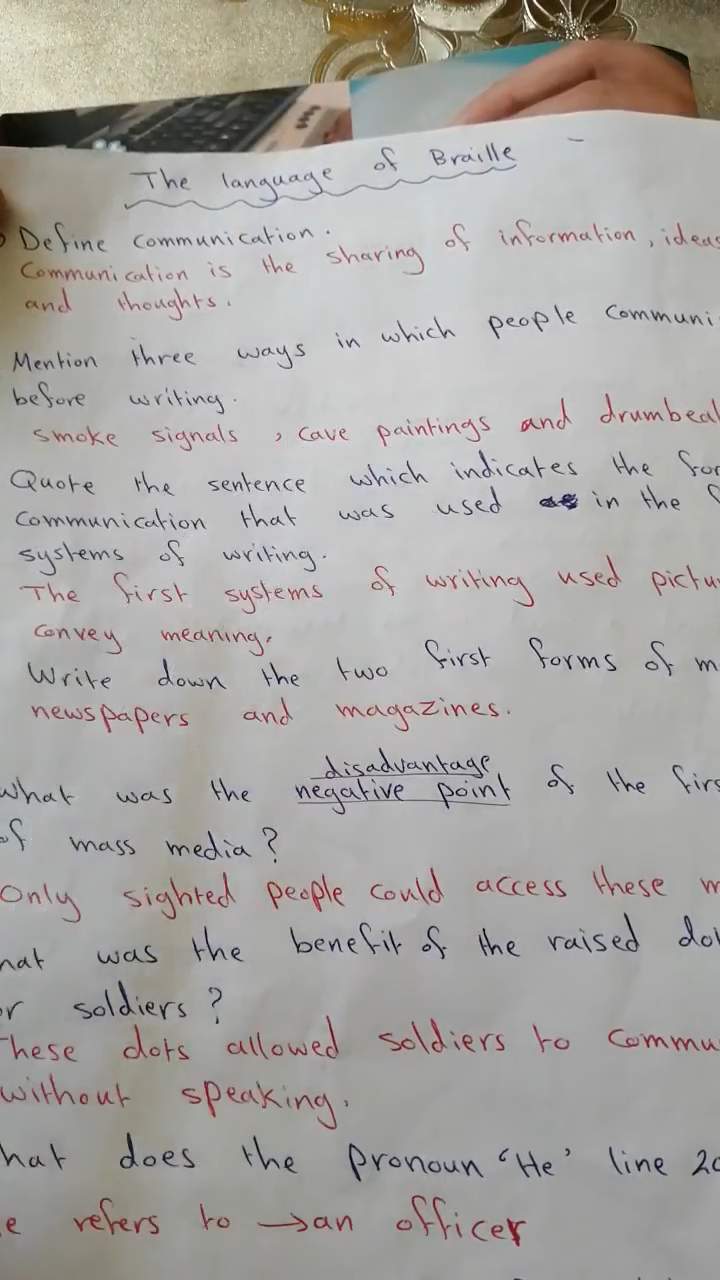 The language of Braille
Define Communication.
Communication is the sharing of information, ideas
and thoughts.
Mention three ways in which people communi
before writing.
smoke signals, cave paintings and drumbeat
Quote the sentence which indicates the for
communication that was used in the f
systems of writing.
The first systems of writing used pictu
convey meaning.
Write down the two first forms of m
newspapers and magazines.
disadvantage
what was the negative point of the firs
of mass media?
Only sighted people could access these m
hat was the benefit of the raised dot
or soldiers?
These dots allowed soldiers to commu
without speaking.
hat does the pronoun 'He' line 20
e refers to → an officer